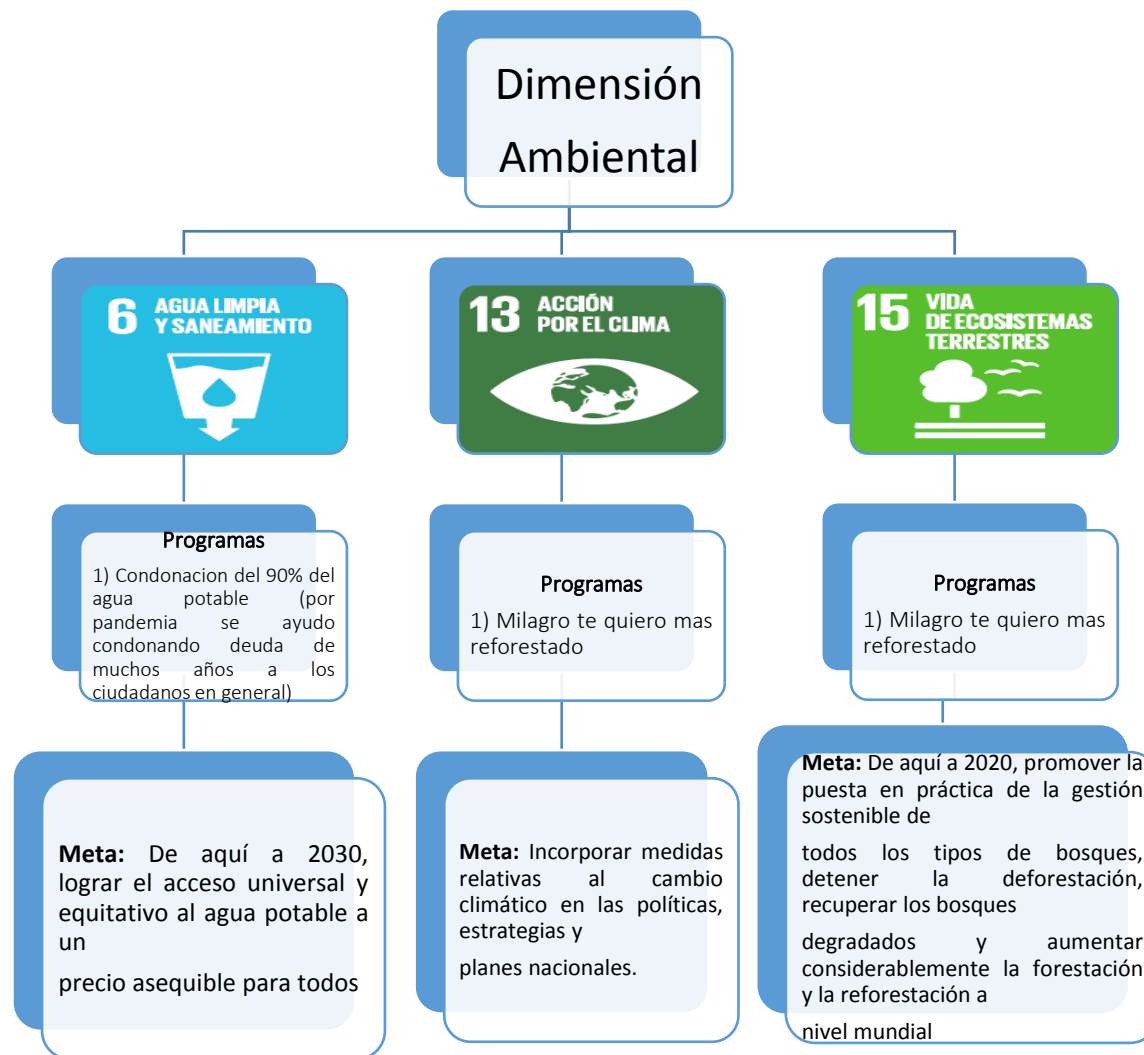 Dimensión
Ambiental
6 AGUA LIMPIA
Y SANEAMIENTO
13 ACCIÓN
POR EL CLIMA
15 VIDA
DE ECOSISTEMAS
TERRESTRES
Programas
1) Condonacion del 90% del
agua potable (por
pandemia se ayudo
condonando deuda de
muchos años a los
ciudadanos en general)
Programas
1) Milagro te quiero mas
reforestado
Programas
1) Milagro te quiero mas
reforestado
Meta: De aquí a 2030,
lograr el acceso universal y
equitativo al agua potable a
un
precio asequible para todos
Meta: Incorporar medidas
relativas al cambio
climático en las políticas,
estrategias y
planes nacionales.
Meta: De aquí a 2020, promover la
puesta en práctica de la gestión
sostenible de
todos los tipos de bosques,
detener la deforestación,
recuperar los bosques
degradados y aumentar
considerablemente la forestación
y la reforestación a
nivel mundial